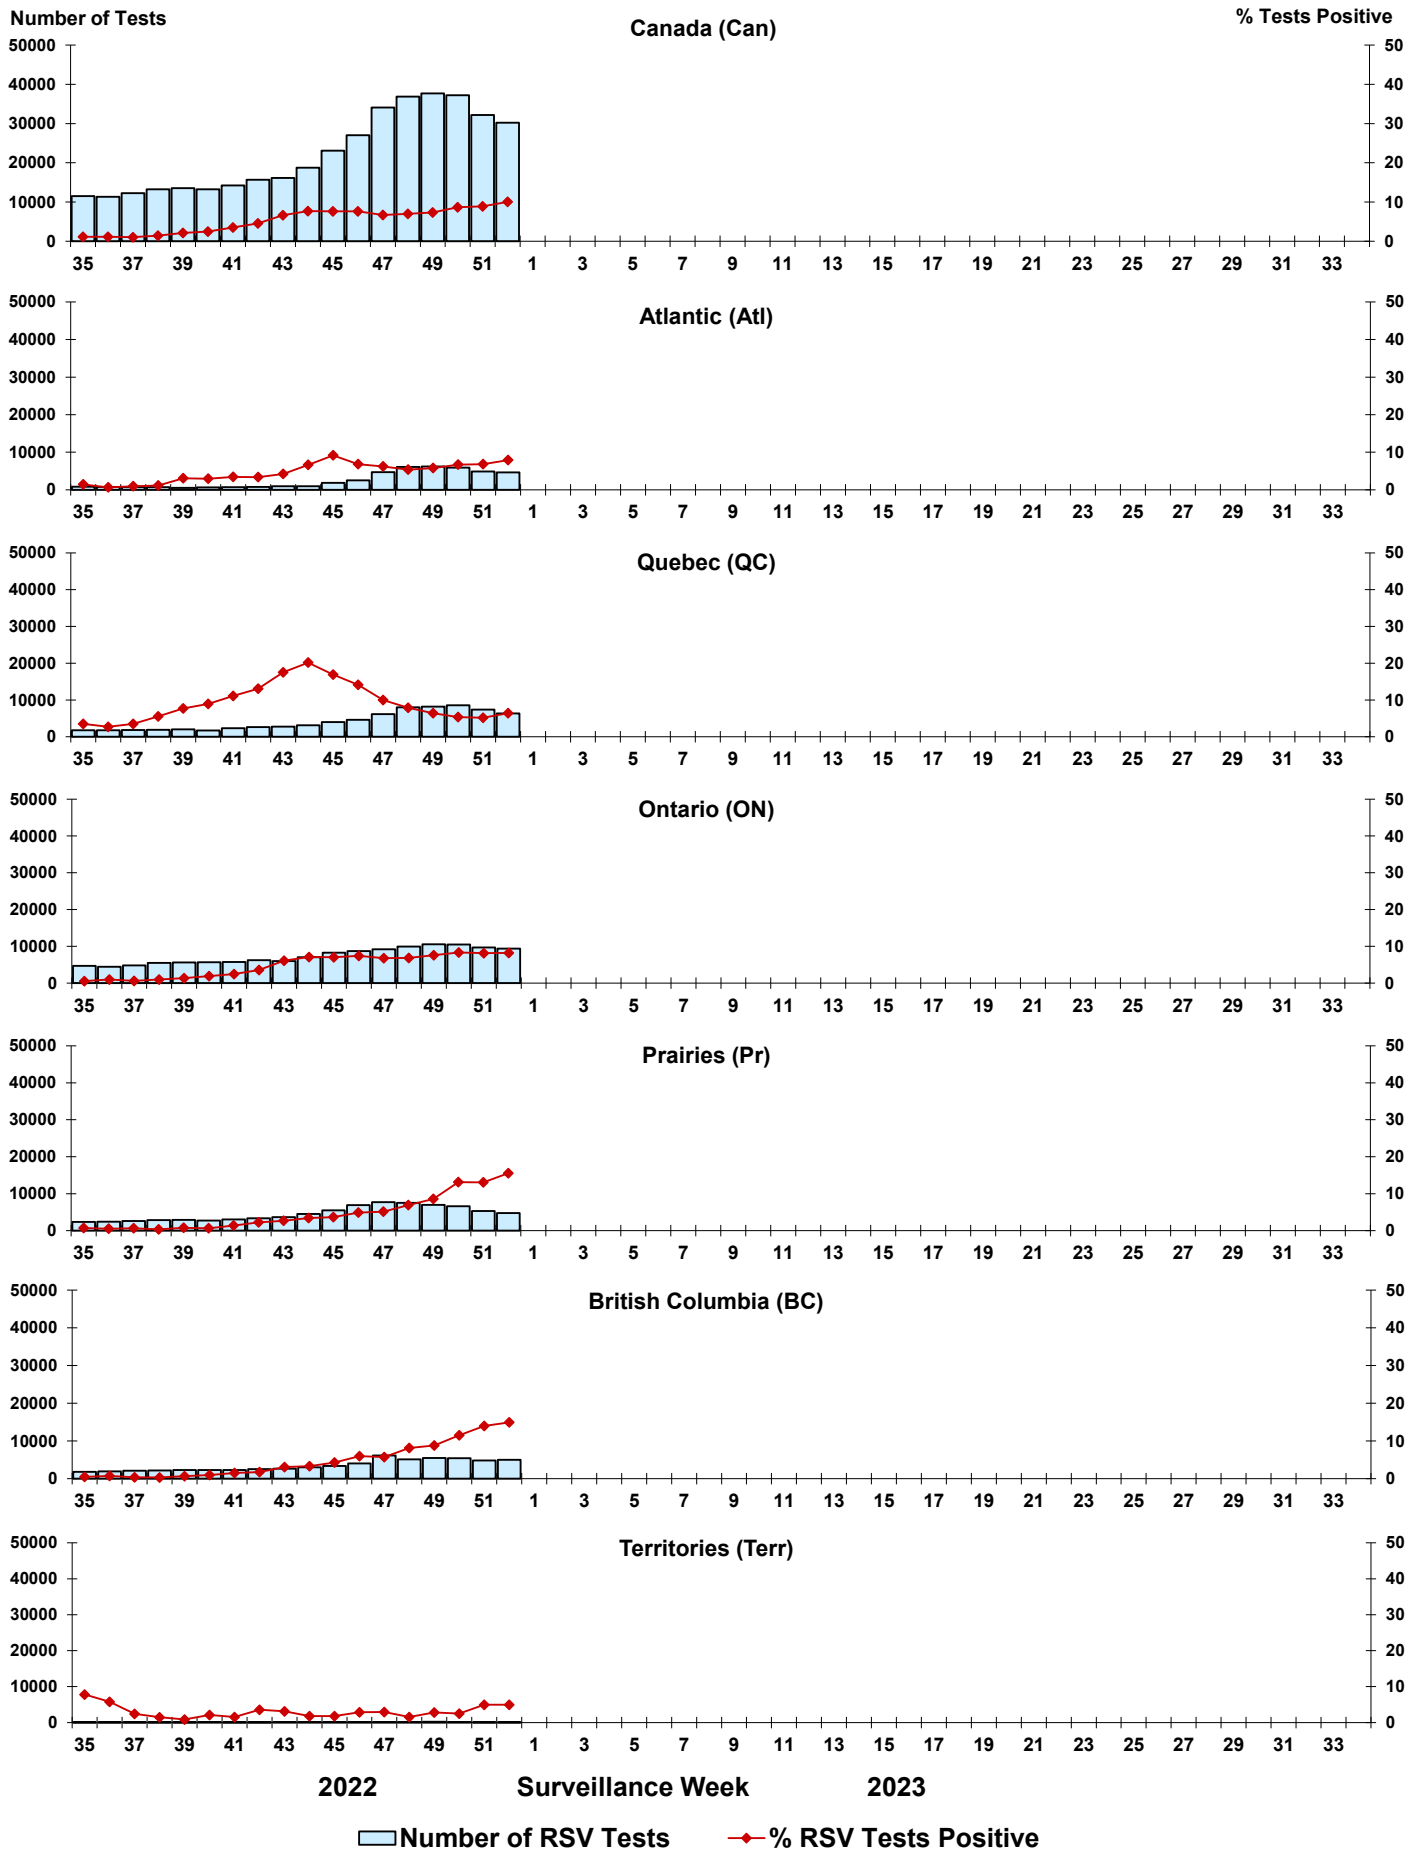 Number of Tests
% Tests Positive
Canada (Can)
50000 50
40000 40
30000 30
20000 20
10000 10
0 0
35 37 39 41 43 45 47 49 51 1 3 5 7 9 11 13 15 17 19 21 23 25 27 29 31 33
Atlantic (Atl)
50000 50
40000 40
30000 30
20000 20
10000 10
0 0
35 37 39 41 43 45 47 49 51 1 3 5 7 9 11 13 15 17 19 21 23 25 27 29 31 33
Quebec (QC)
50000 50
40000 40
30000 30
20000 20
10000 10
0 0
35 37 39 41 43 45 47 49 51 1 3 5 7 9 11 13 15 17 19 21 23 25 27 29 31 33
Ontario (ON)
50000 50
40000 40
30000 30
20000 20
10000 10
0 0
35 37 39 41 43 45 47 49 51 1 3 5 7 9 11 13 15 17 19 21 23 25 27 29 31 33
Prairies (Pr)
50000 50
40000 40
30000 30
20000 20
10000 10
0 0
35 37 39 41 43 45 47 49 51 1 3 5 7 9 11 13 15 17 19 21 23 25 27 29 31 33
British Columbia (BC)
50000 50
40000 40
30000 30
20000 20
10000 10
0 0
35 37 39 41 43 45 47 49 51 1 3 5 7 9 11 13 15 17 19 21 23 25 27 29 31 33
Territories (Terr)
50000 50
40000 40
30000 30
20000 20
10000 10
0 0
35 37 39 41 43 45 47 49 51 1 3 5 7 9 11 13 15 17 19 21 23 25 27 29 31 33
2022 Surveillance Week 2023
Number of RSV Tests % RSV Tests Positive